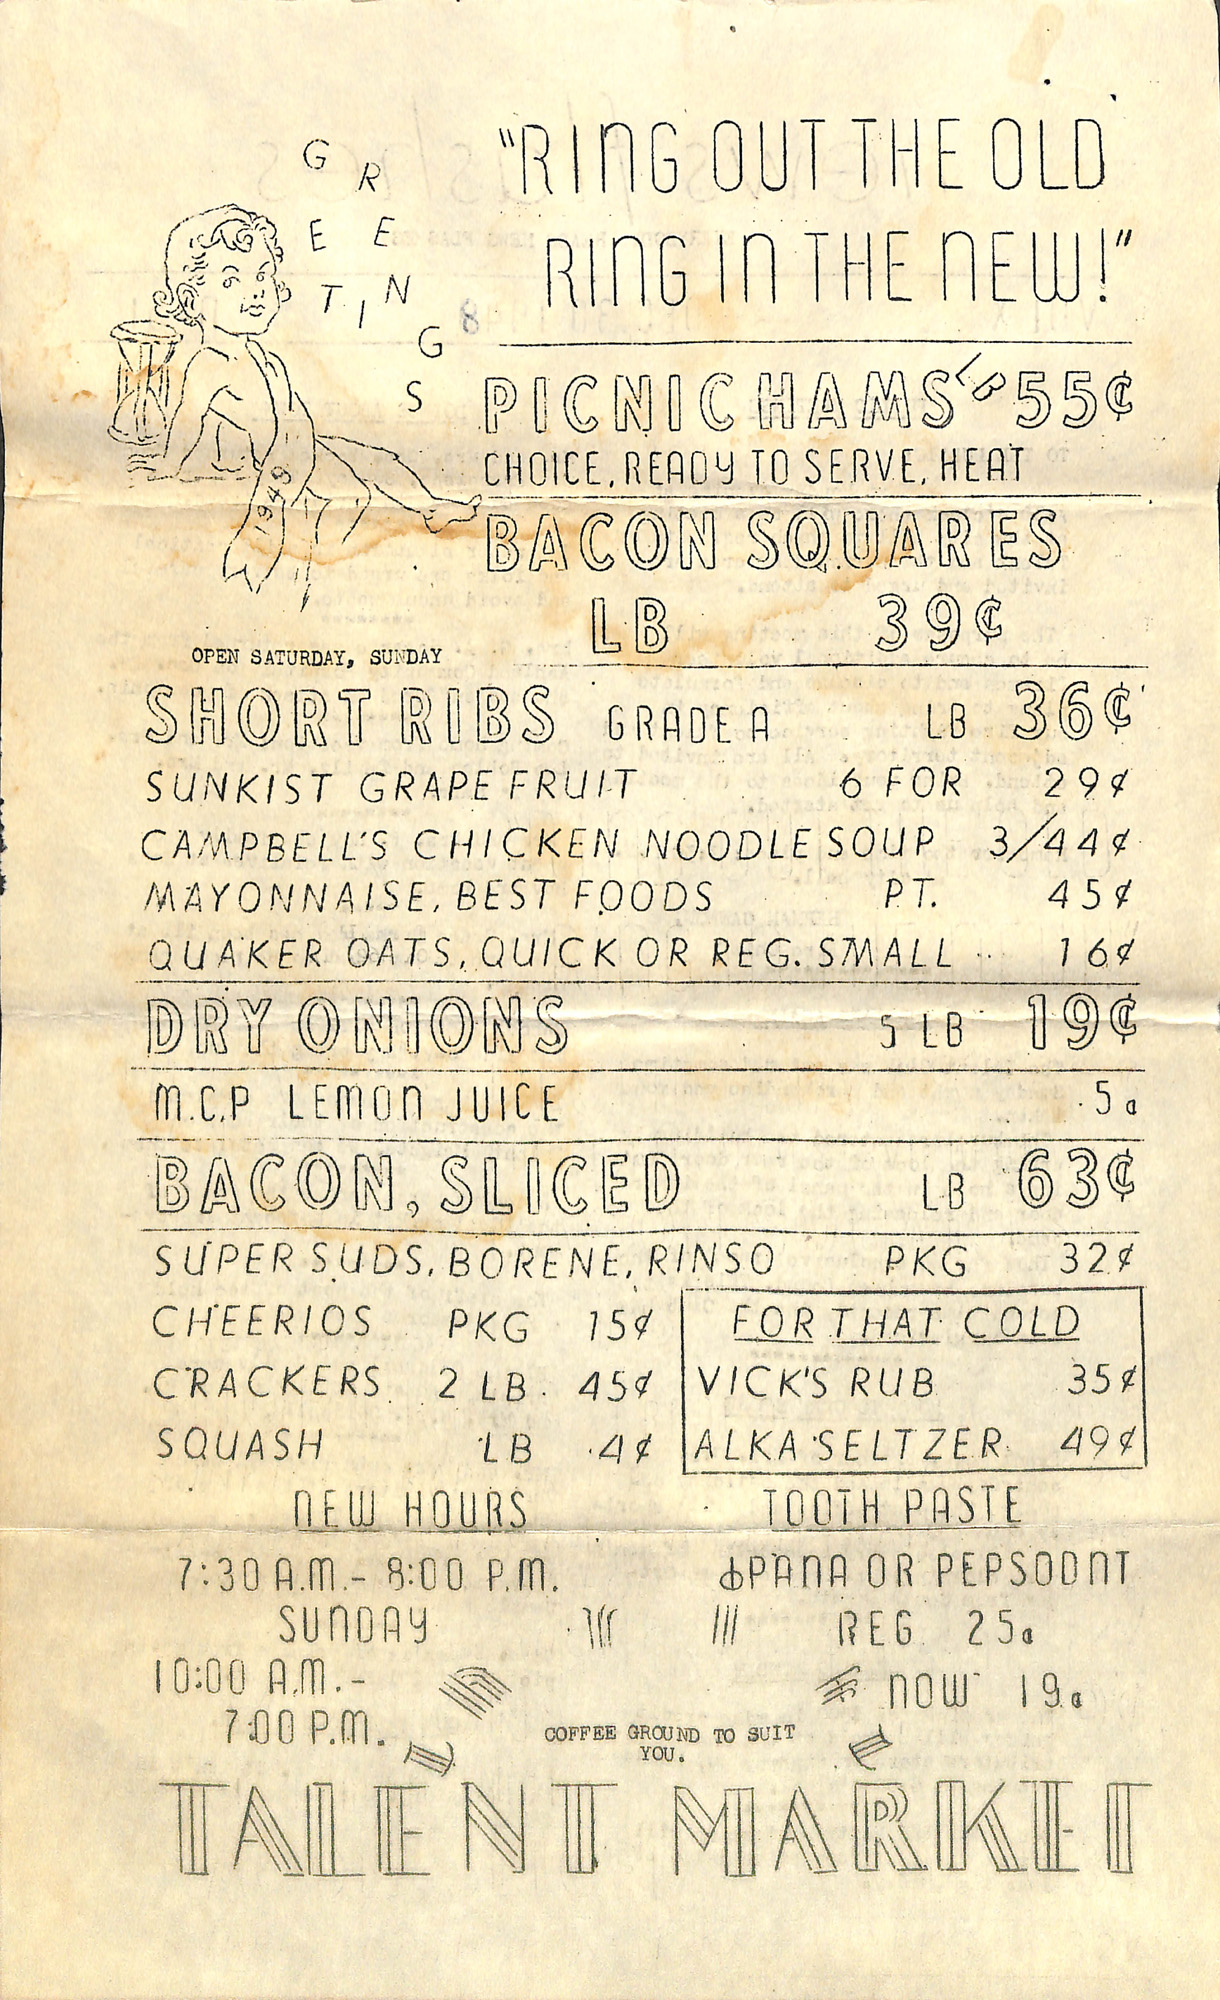 GREETINGS
"RING OUT THE OLD
RING IN THE NEW!"
1949
PICNIC HAMS LB 55¢
CHOICE, READY TO SERVE, HEAT
BACON SQUARES
LB 39¢
OPEN SATURDAY, SUNDAY
SHORT RIBS GRADE A LB 36¢
SUNKIST GRAPEFRUIT 6 FOR 29¢
CAMPBELL'S CHICKEN NOODLE SOUP 3/44¢
MAYONNAISE, BEST FOODS PT. 45¢
QUAKER OATS, QUICK OR REG. SMALL 16¢
DRY ONIONS 5 LB 19¢
M.C.P LEMON JUICE 5¢
BACON, SLICED LB 63¢
SUPER SUDS, BORENE, RINSO PKG 32¢
CHEERIOS PKG 15¢
CRACKERS 2 LB. 45¢
SQUASH LB 4¢
FOR THAT COLD
VICK'S RUB 35¢
ALKA SELTZER 49¢
NEW HOURS
7:30 A.M.- 8:00 P.M.
SUNDAY
10:00 A.M.-
7:00 P.M.
TOOTH PASTE
IPANA OR PEPSODNT
REG 25¢
NOW 19¢
COFFEE GROUND TO SUIT
YOU.
TALENT MARKET